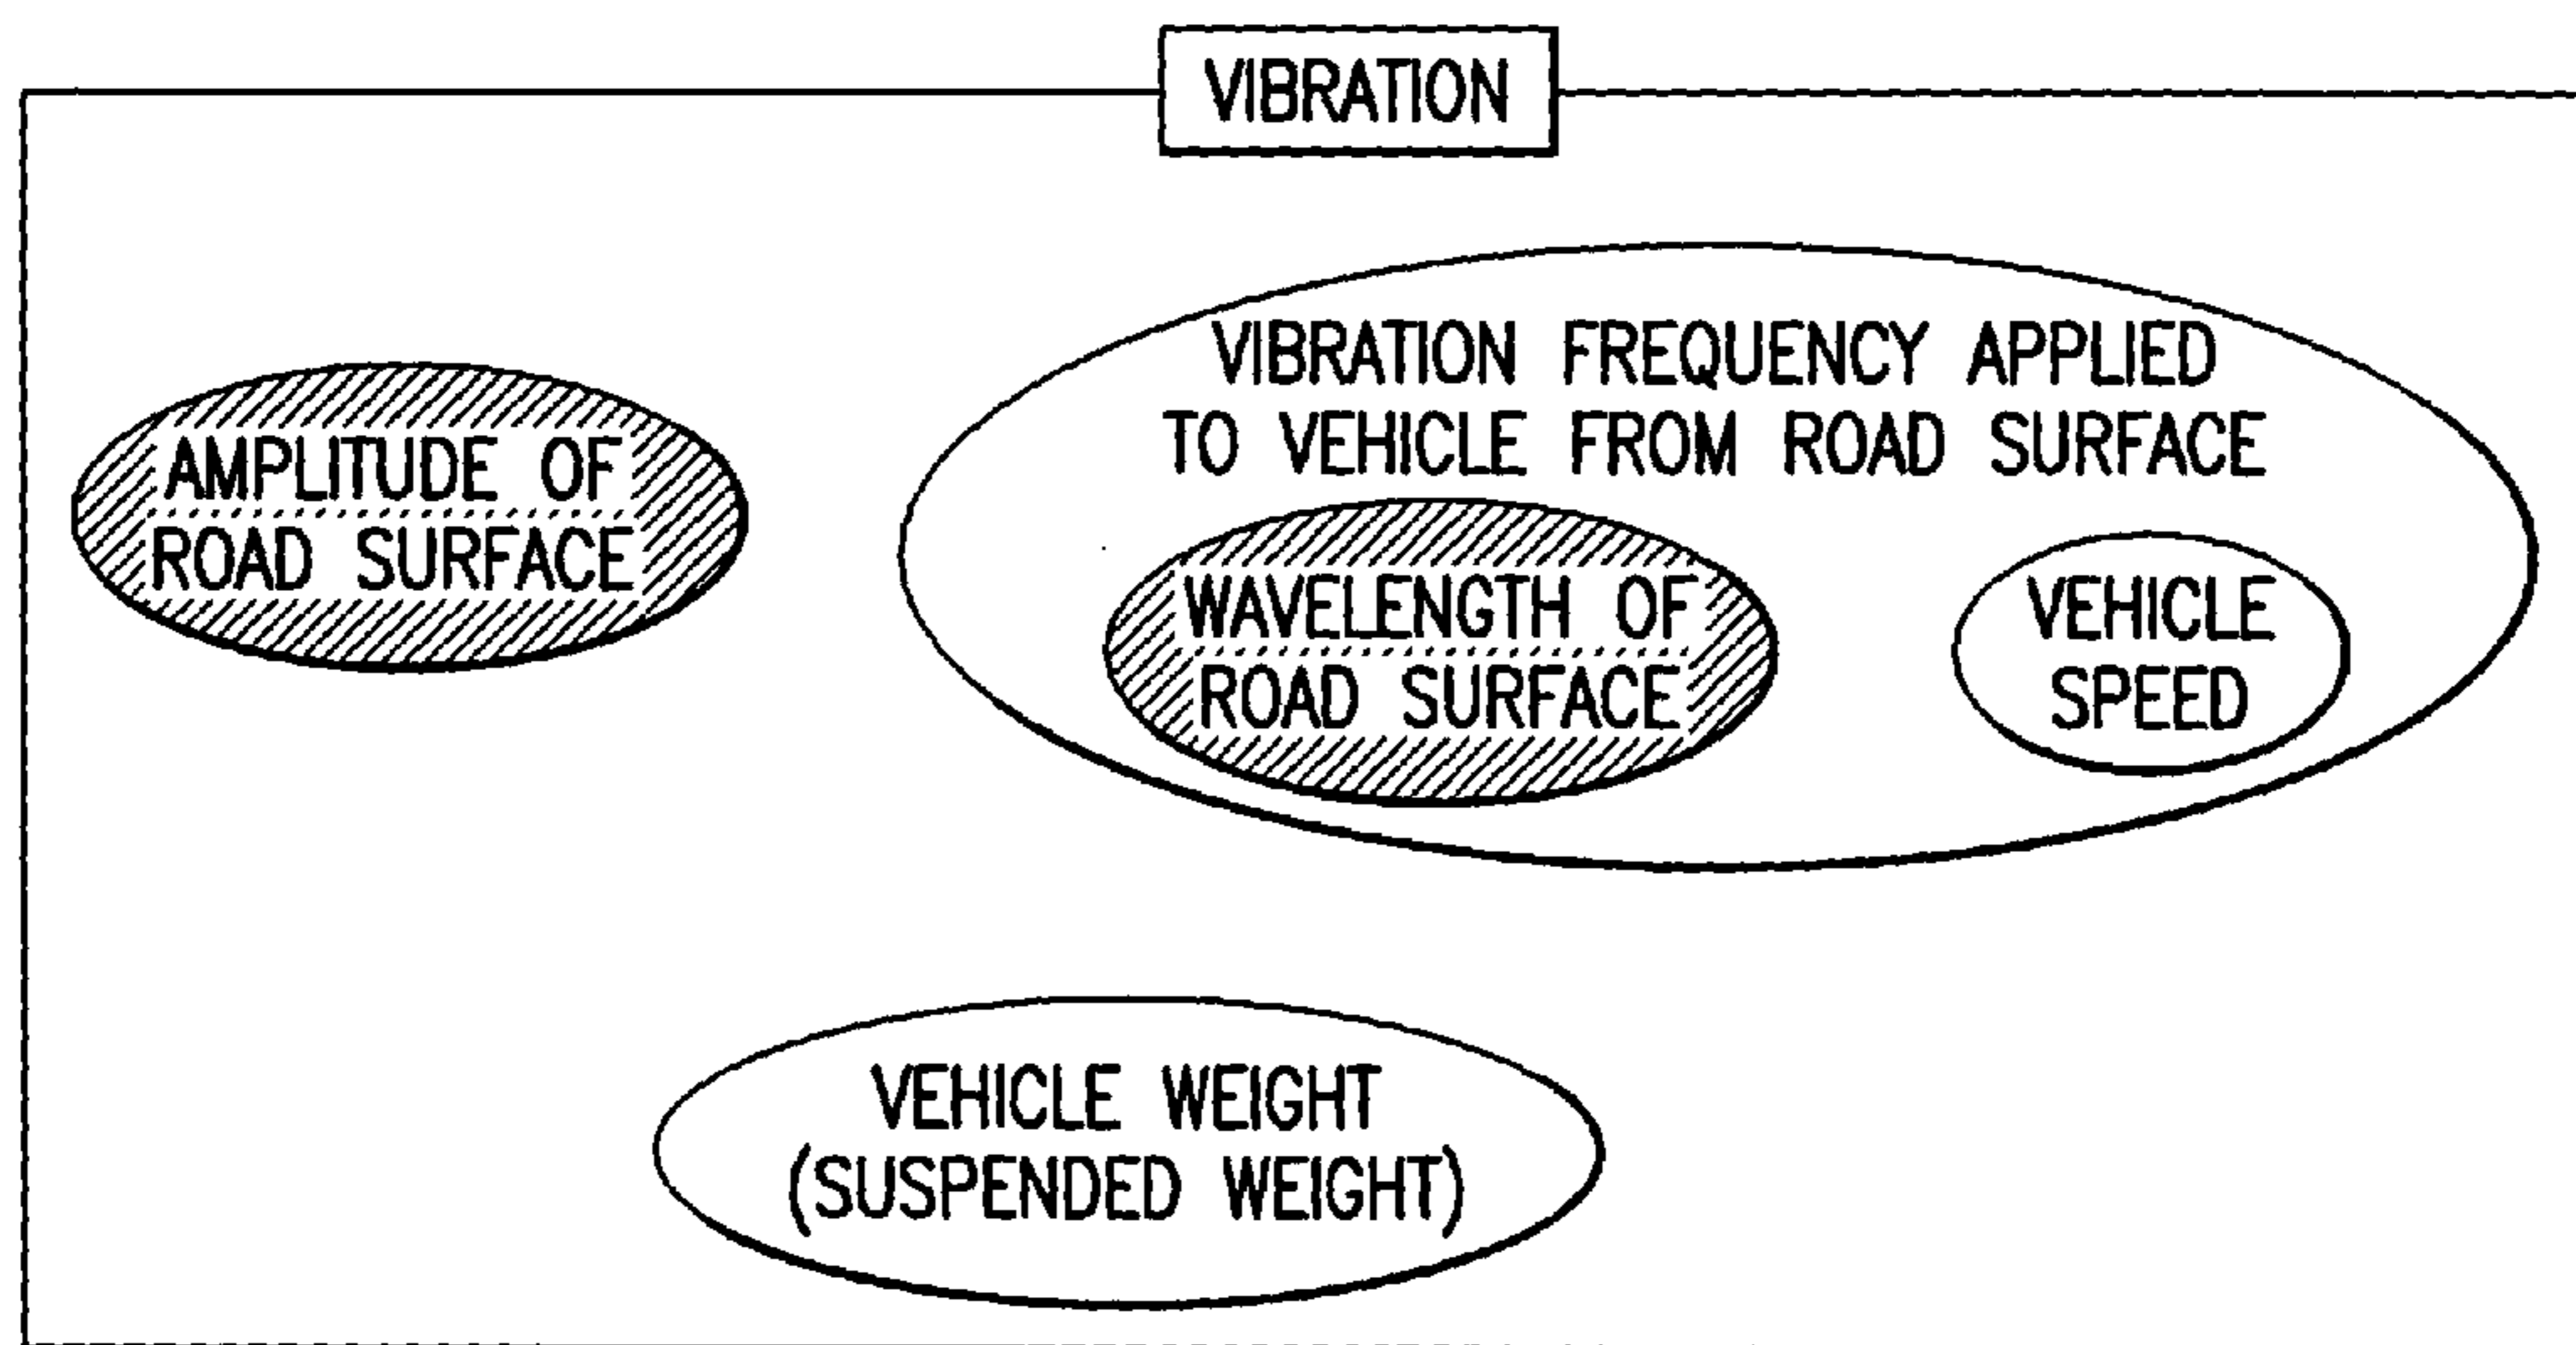 VIBRATION
AMPLITUDE OF
ROAD SURFACE
VIBRATION FREQUENCY APPLIED
TO VEHICLE FROM ROAD SURFACE
WAVELENGTH OF
ROAD SURFACE
VEHICLE
SPEED
VEHICLE WEIGHT
(SUSPENDED WEIGHT)